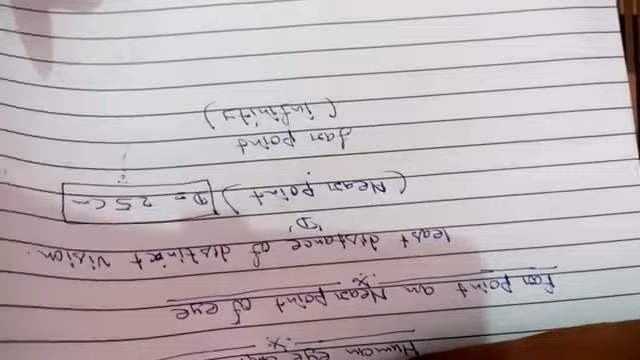 Human eye
Far point an Near point of eye
least distance of distinct vision.
'D'
(Near point) D = 25 cm
far point
(infinity)